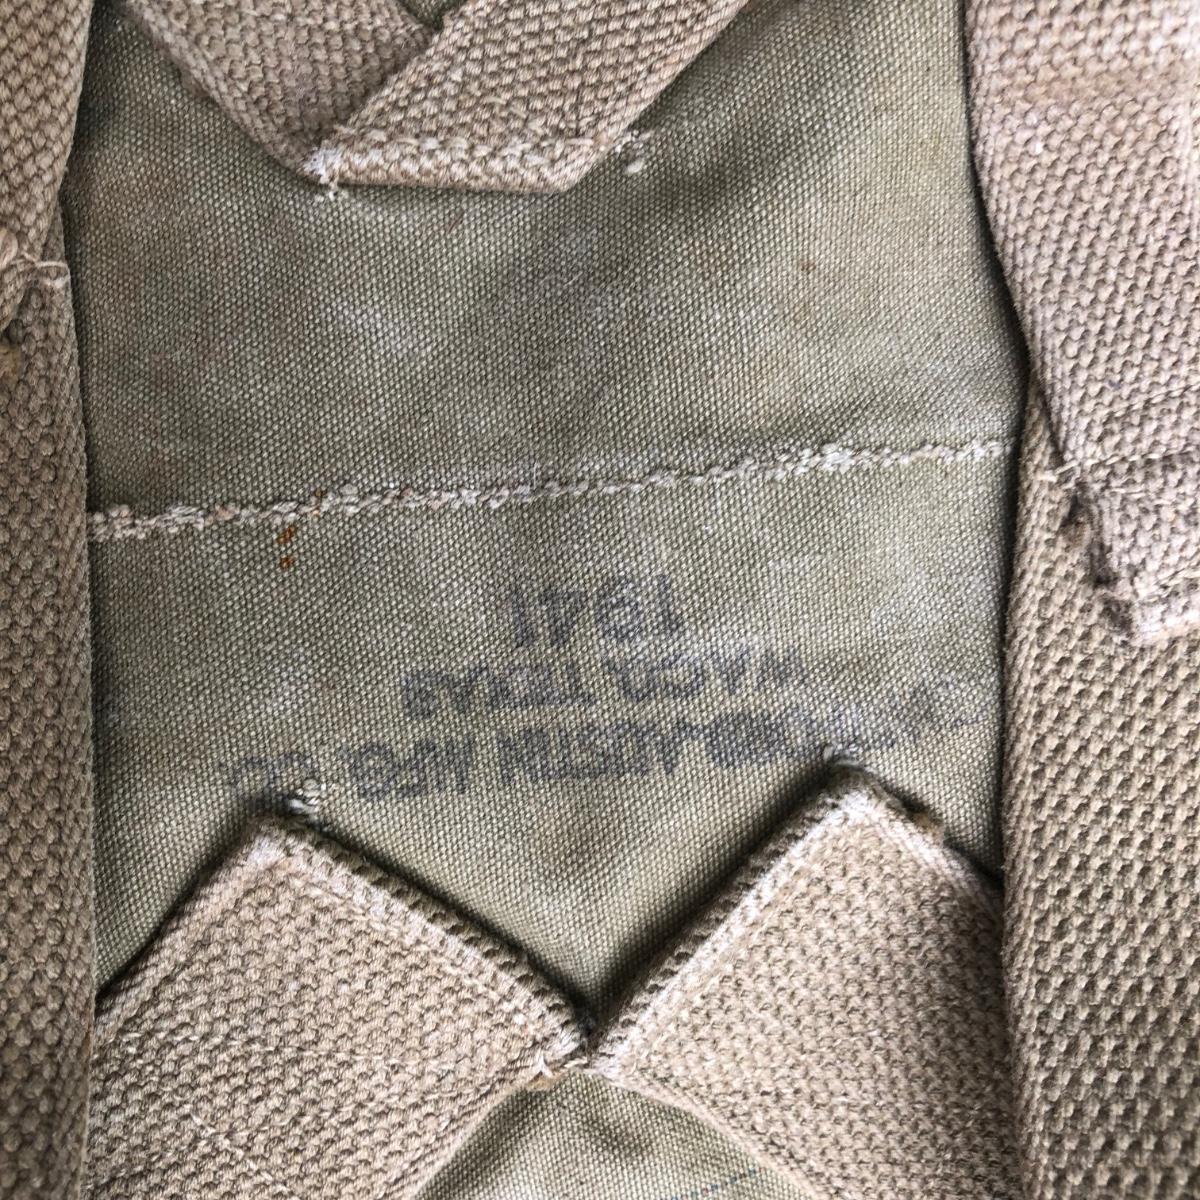 AUSTIN MFG. CO.
WACO TEXAS
1941